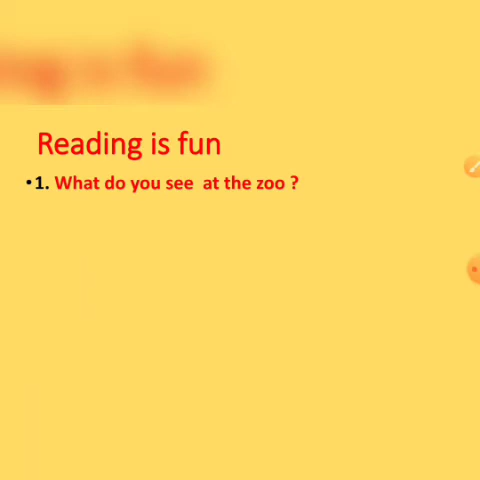 Reading is fun
•1. What do you see at the zoo ?